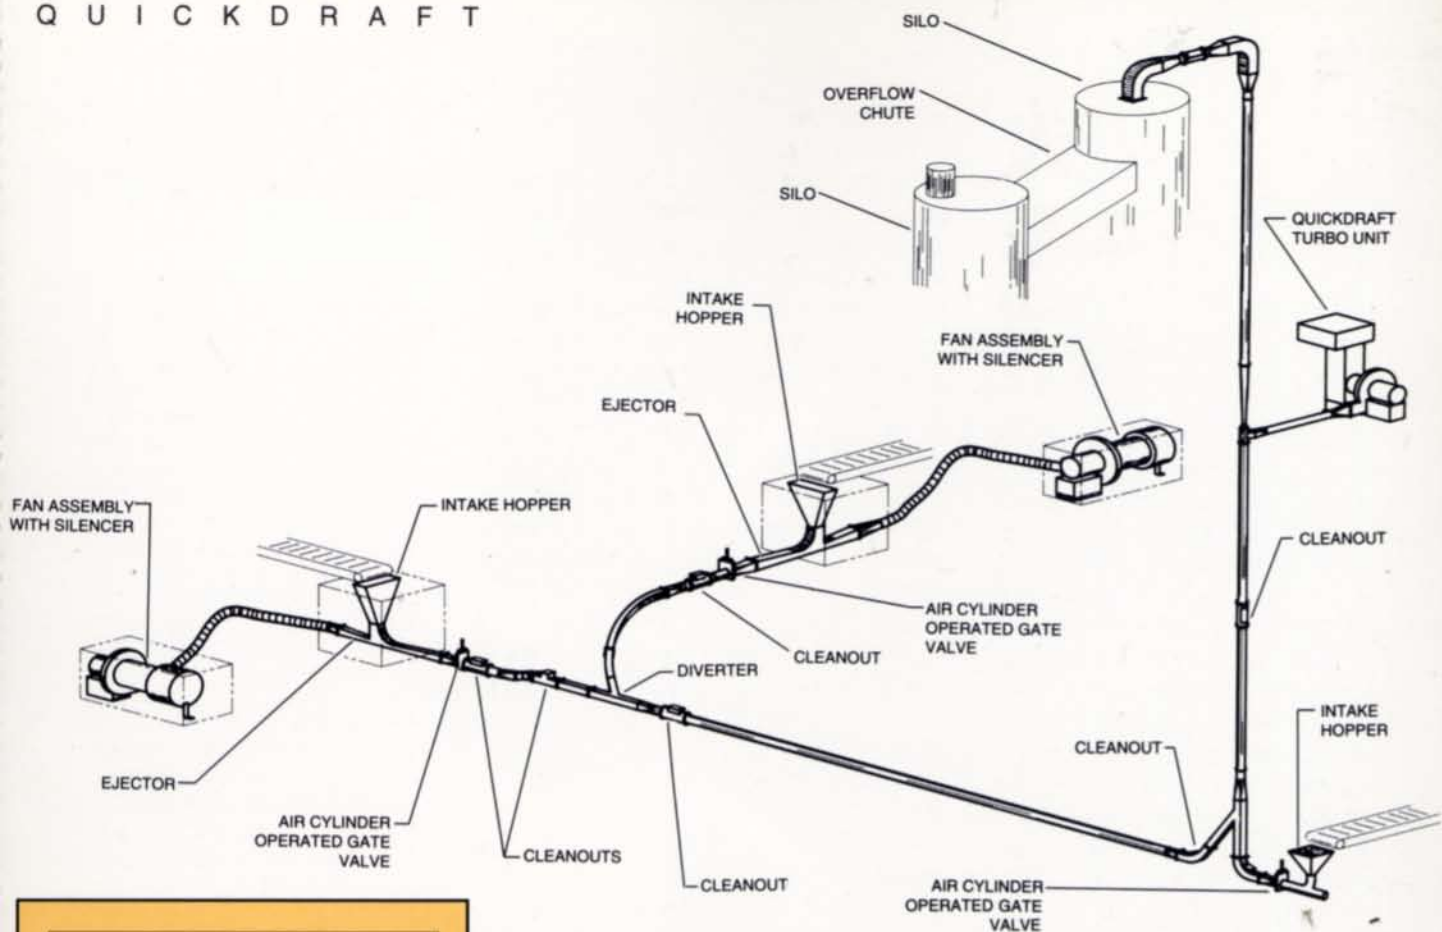 QUICKDRAFT
SILO
OVERFLOW
CHUTE
SILO
QUICKDRAFT
TURBO UNIT
INTAKE
HOPPER
FAN ASSEMBLY
WITH SILENCER
EJECTOR
FAN ASSEMBLY
WITH SILENCER
INTAKE HOPPER
CLEANOUT
AIR CYLINDER
OPERATED GATE
VALVE
CLEANOUT
DIVERTER
INTAKE
HOPPER
CLEANOUT
EJECTOR
AIR CYLINDER
OPERATED GATE
VALVE
CLEANOUTS
CLEANOUT
AIR CYLINDER
OPERATED GATE
VALVE